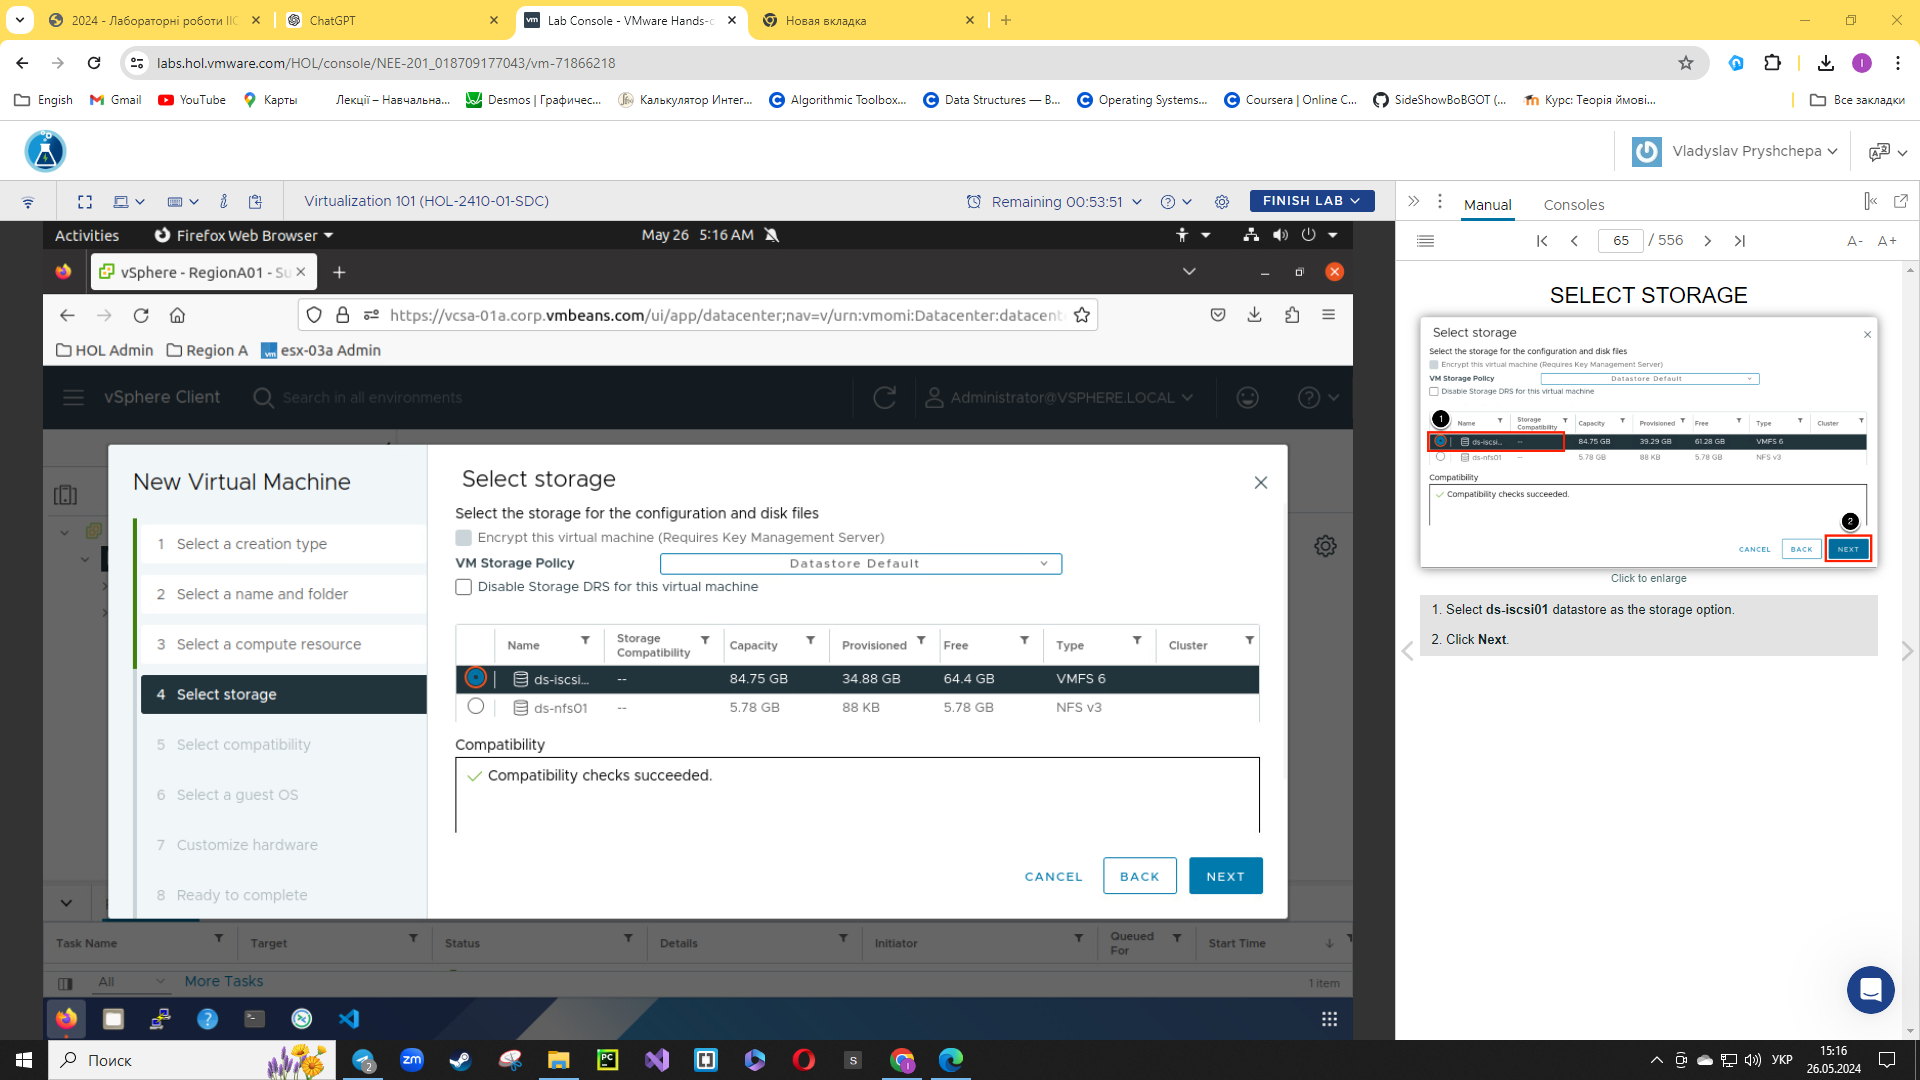 2024 - Лабораторні роботи ІІС
ChatGPT
Lab Console - VMware Hands-o
Новая вкладка
labs.hol.vmware.com/HOL/console/NEE-201_018709177043/vm-71866218
Engish
Gmail
YouTube
Карты
Лекції – Навчальна...
Desmos | Графичес...
Калькулятор Интег...
Algorithmic Toolbox...
Data Structures — B...
Operating Systems...
Coursera | Online C...
SideShowBoBGOT (...
Курс: Теорія ймові...
Все закладки
Vladyslav Pryshchepa
Virtualization 101 (HOL-2410-01-SDC)
Remaining 00:53:51
FINISH LAB
Manual
Consoles
65 / 556
A-
A+
Activities
Firefox Web Browser
May 26 5:16 AM
vSphere - RegionA01 - Su
https://vcsa-01a.corp.vmbeans.com/ui/app/datacenter;nav=v/urn:vmomi:Datacenter:datacent
HOL Admin
Region A
esx-03a Admin
vSphere Client
Search in all environments
Administrator@VSPHERE.LOCAL
New Virtual Machine
1 Select a creation type
2 Select a name and folder
3 Select a compute resource
4 Select storage
5 Select compatibility
6 Select a guest OS
7 Customize hardware
8 Ready to complete
Select storage
Select the storage for the configuration and disk files
Encrypt this virtual machine (Requires Key Management Server)
VM Storage Policy
Datastore Default
Disable Storage DRS for this virtual machine
Name
Storage Compatibility
Capacity
Provisioned
Free
Type
Cluster
ds-iscsi... -- 84.75 GB 34.88 GB 64.4 GB VMFS 6
ds-nfs01 -- 5.78 GB 88 KB 5.78 GB NFS v3
Compatibility
Compatibility checks succeeded.
CANCEL
BACK
NEXT
Task Name
Target
Status
Details
Initiator
Queued For
Start Time
All
More Tasks
1 item
SELECT STORAGE
Select storage
Select the storage for the configuration and disk files
Encrypt this virtual machine (Requires Key Management Server)
VM Storage Policy
Datastore Default
Disable Storage DRS for this virtual machine
1
Name
Storage Compatibility
Capacity
Provisioned
Free
Type
Cluster
ds-iscsi... -- 84.75 GB 39.29 GB 61.28 GB VMFS 6
ds-nfs01 -- 5.78 GB 88 KB 5.78 GB NFS v3
Compatibility
Compatibility checks succeeded.
2
CANCEL
BACK
NEXT
Click to enlarge
1. Select ds-iscsi01 datastore as the storage option.
2. Click Next.
Поиск
2
zm
PC
S
УКР
15:16
26.05.2024